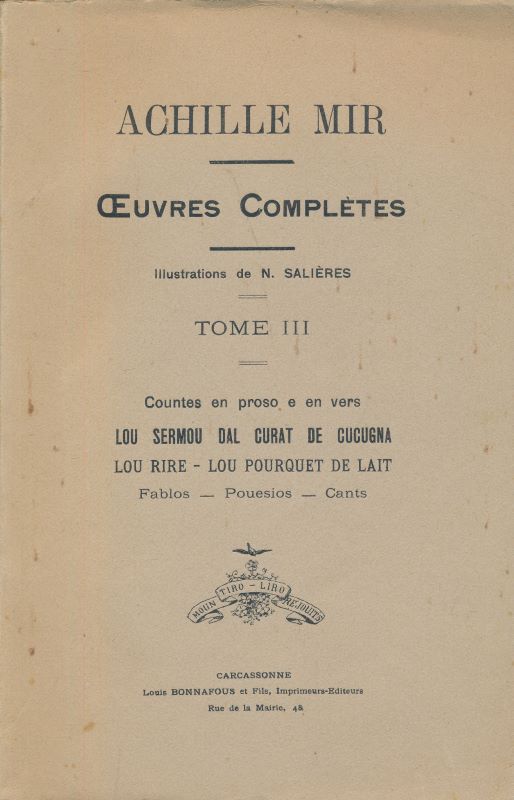 ACHILLE MIR
ŒUVRES COMPLÈTES
Illustrations de N. SALIÈRES
TOME III
Countes en proso e en vers
LOU SERMOU DAL CURAT DE CUCUGNA
LOU RIRE - LOU POURQUET DE LAIT
Fablos — Pouesios — Cants
MOUN TIRO-LIRO REJOUITS
CARCASSONNE
Louis BONNAFOUS et Fils, Imprimeurs-Editeurs
Rue de la Mairie, 48